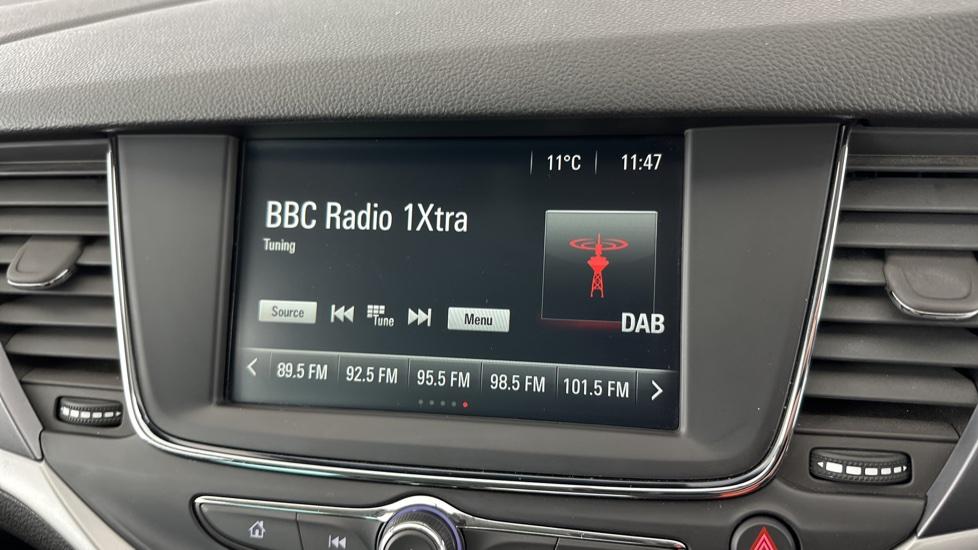 11°C 11:47
BBC Radio 1Xtra
Tuning
Source Tune Menu
DAB
89.5 FM 92.5 FM 95.5 FM 98.5 FM 101.5 FM